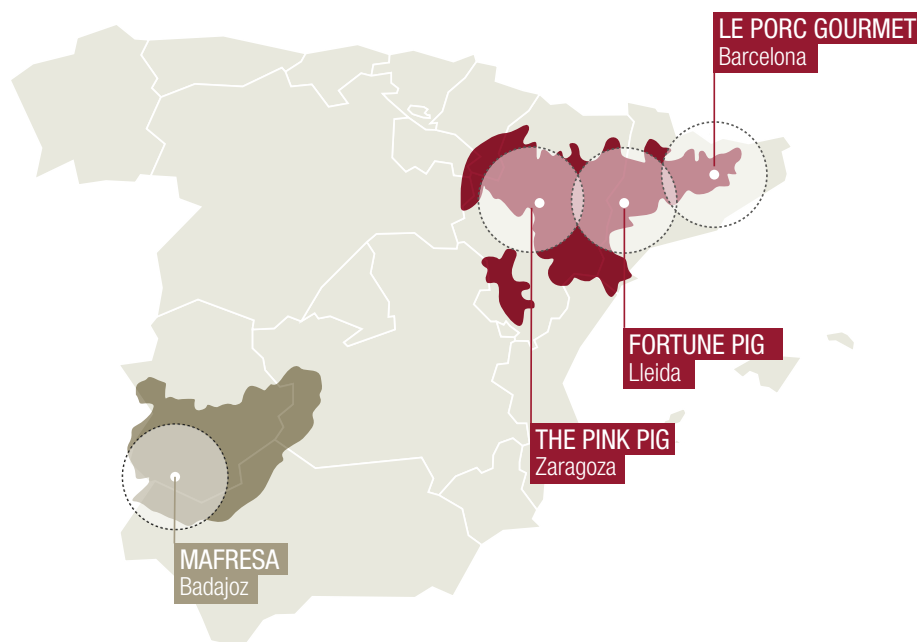 LE PORC GOURMET
Barcelona
FORTUNE PIG
Lleida
THE PINK PIG
Zaragoza
MAFRESA
Badajoz